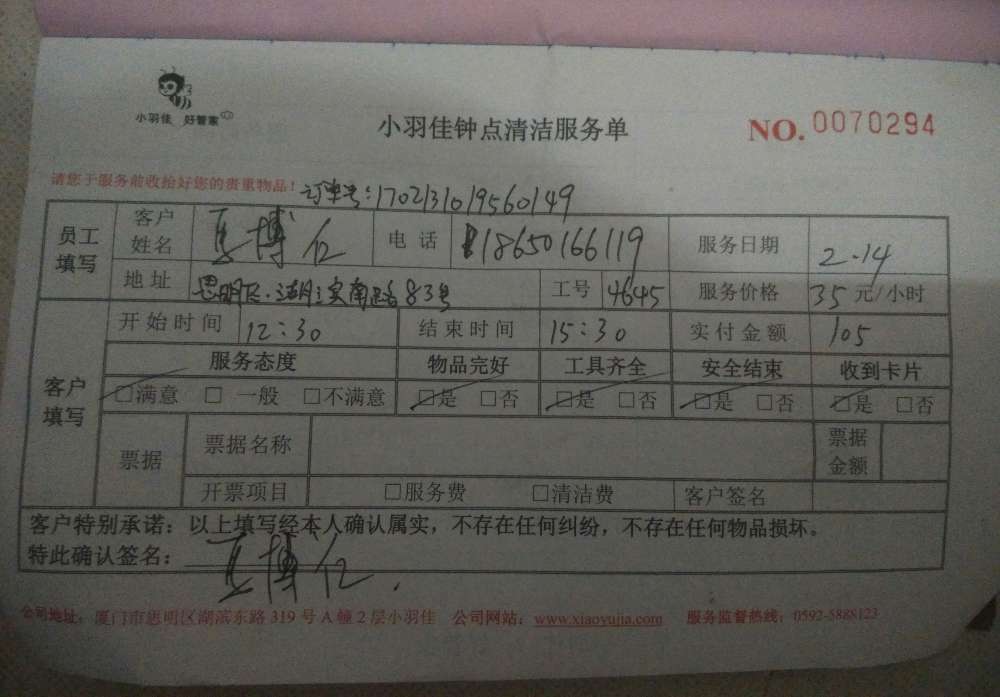 小羽佳 好管家
小羽佳钟点清洁服务单
NO. 0070294
请您于服务前收拾好您的贵重物品！
订单号:1702131019560149
员工填写 客户姓名 博仁 电话 18650166119 服务日期 2.14
地址 思明区 南路83号 工号 4645 服务价格 35 元/小时
客户填写 开始时间 12:30 结束时间 15:30 实付金额 105
服务态度 物品完好 工具齐全 安全结束 收到卡片
□满意 □ 一般 □不满意 □是 □否 □是 □否 □是 □否 □是 □否
票据 票据名称 票据金额
开票项目 □服务费 □清洁费 客户签名
客户特别承诺：以上填写经本人确认属实，不存在任何纠纷，不存在任何物品损坏。
特此确认签名： 博仁
公司地址：厦门市思明区湖滨东路 319 号 A 幢 2 层小羽佳 公司网站：www.xiaoyujia.com 服务监督热线：0592-5888123